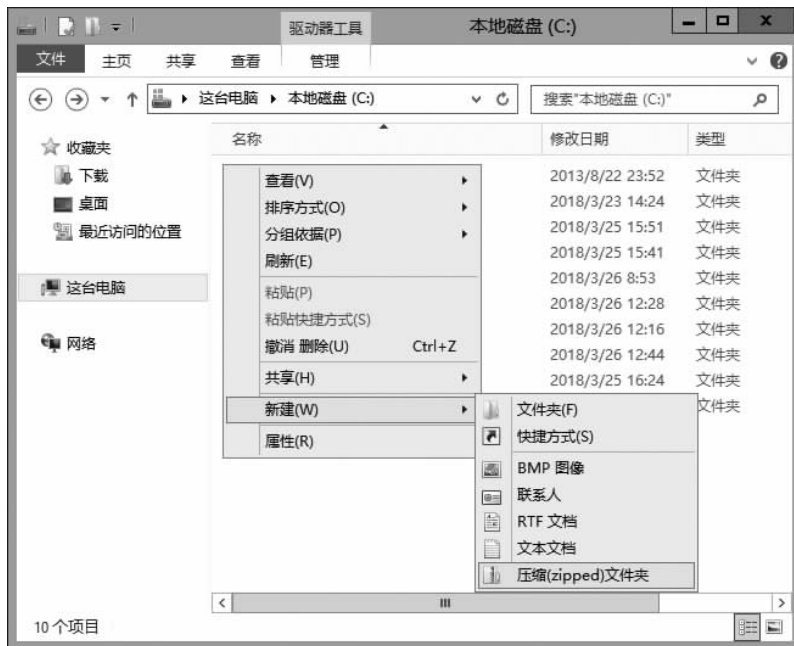 驱动器工具
本地磁盘 (C:)
文件
主页
共享
查看
管理
这台电脑
本地磁盘 (C:)
搜索"本地磁盘 (C:)"
收藏夹
下载
桌面
最近访问的位置
这台电脑
网络
名称
修改日期
类型
2013/8/22 23:52 文件夹
2018/3/23 14:24 文件夹
2018/3/25 15:51 文件夹
2018/3/25 15:41 文件夹
2018/3/26 8:53 文件夹
2018/3/26 12:28 文件夹
2018/3/26 12:16 文件夹
2018/3/26 12:44 文件夹
2018/3/25 16:24 文件夹
文件夹
查看(V)
排序方式(O)
分组依据(P)
刷新(E)
粘贴(P)
粘贴快捷方式(S)
撤消 删除(U) Ctrl+Z
共享(H)
新建(W)
属性(R)
文件夹(F)
快捷方式(S)
BMP 图像
联系人
RTF 文档
文本文档
压缩(zipped)文件夹
10 个项目